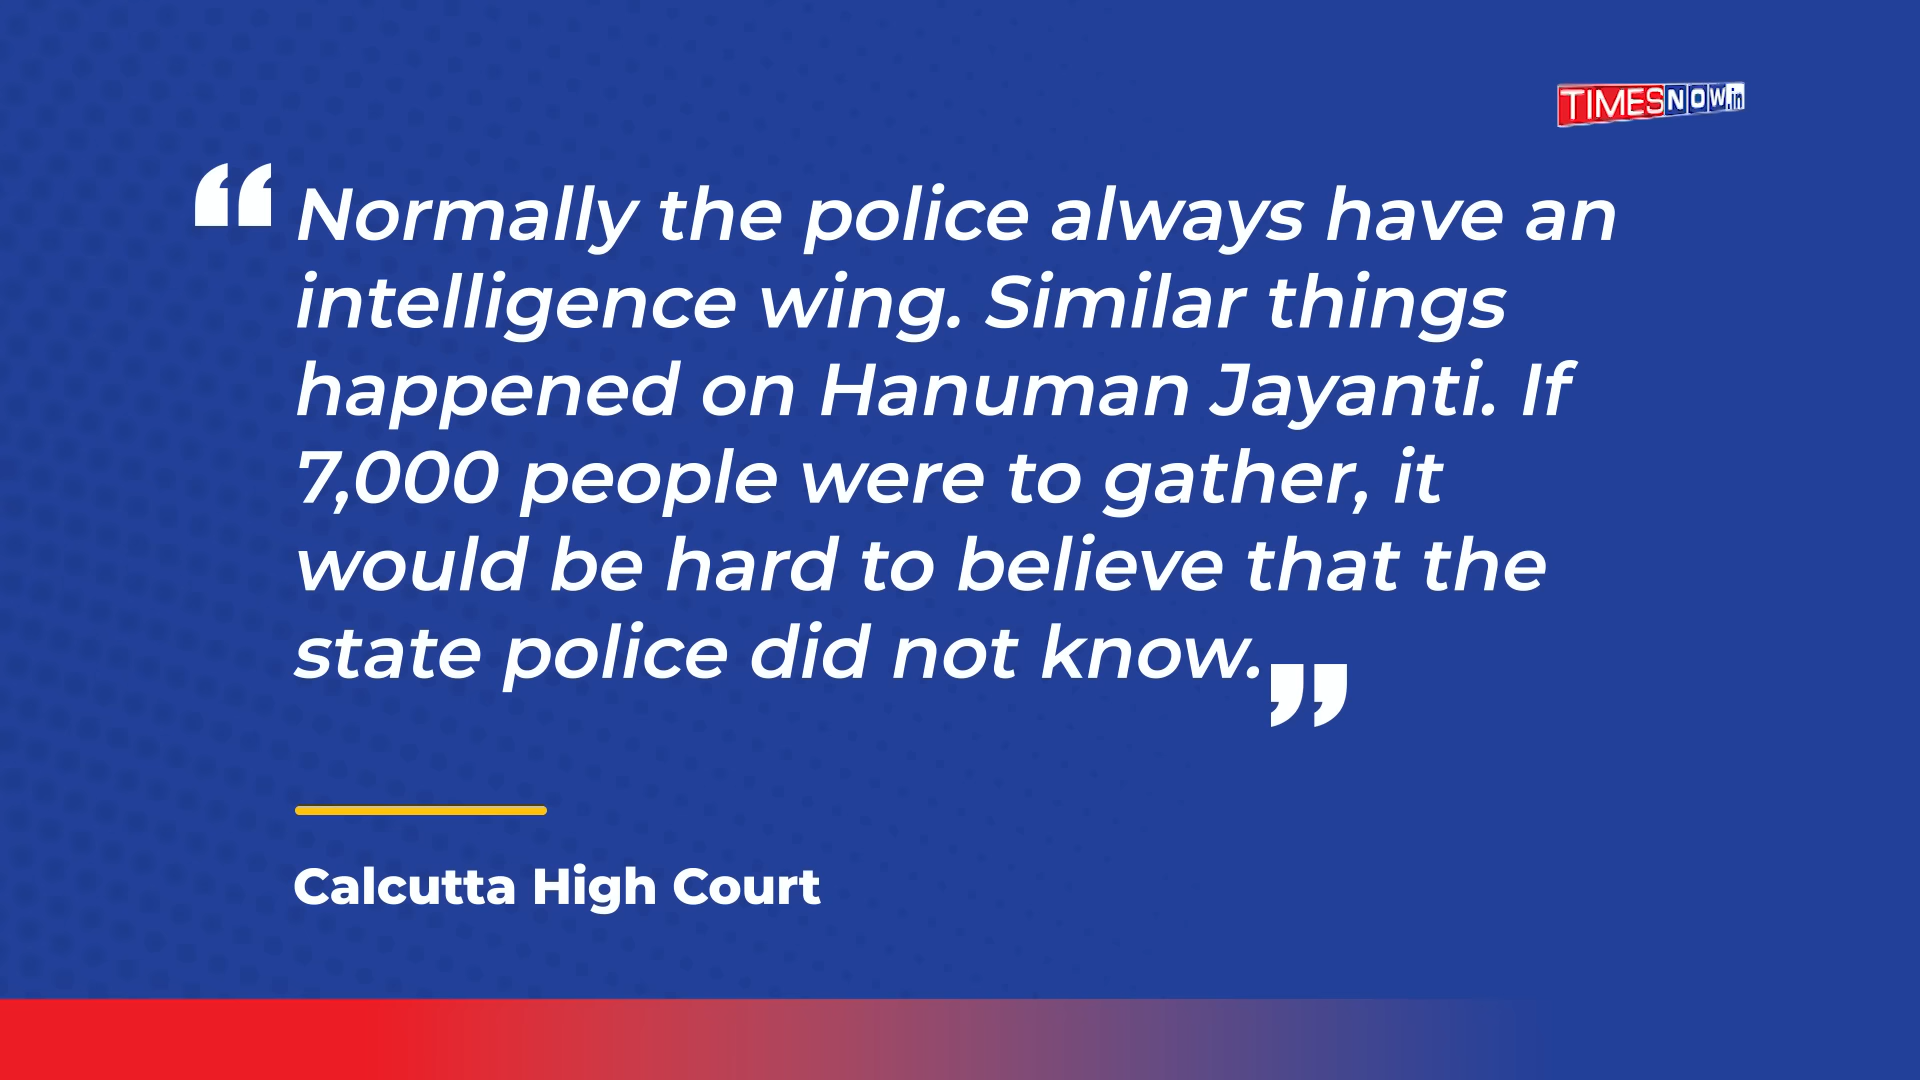 TIMES NOW.in
“Normally the police always have an
intelligence wing. Similar things
happened on Hanuman Jayanti. If
7,000 people were to gather, it
would be hard to believe that the
state police did not know.”
Calcutta High Court